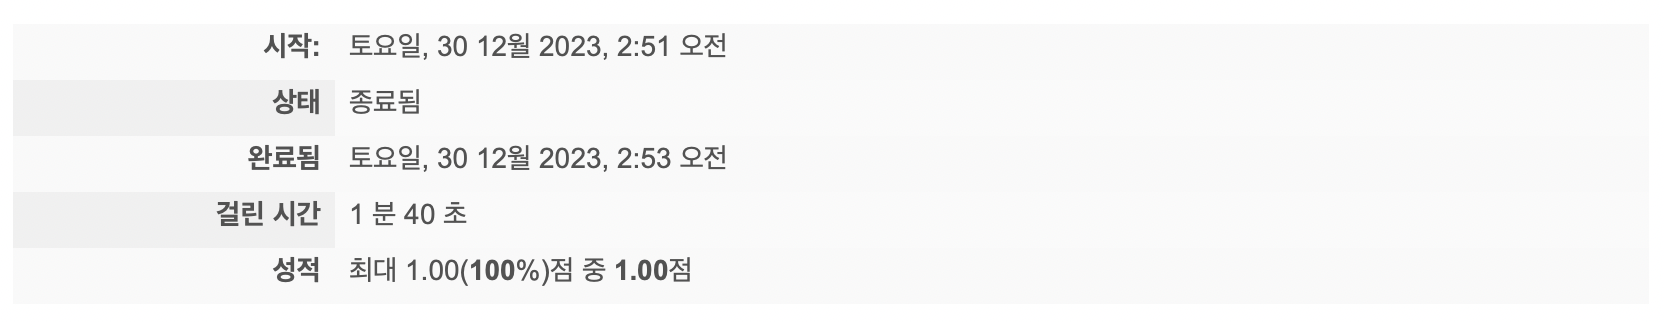 시작: 토요일, 30 12월 2023, 2:51 오전
상태 종료됨
완료됨 토요일, 30 12월 2023, 2:53 오전
걸린 시간 1 분 40 초
성적 최대 1.00(100%)점 중 1.00점